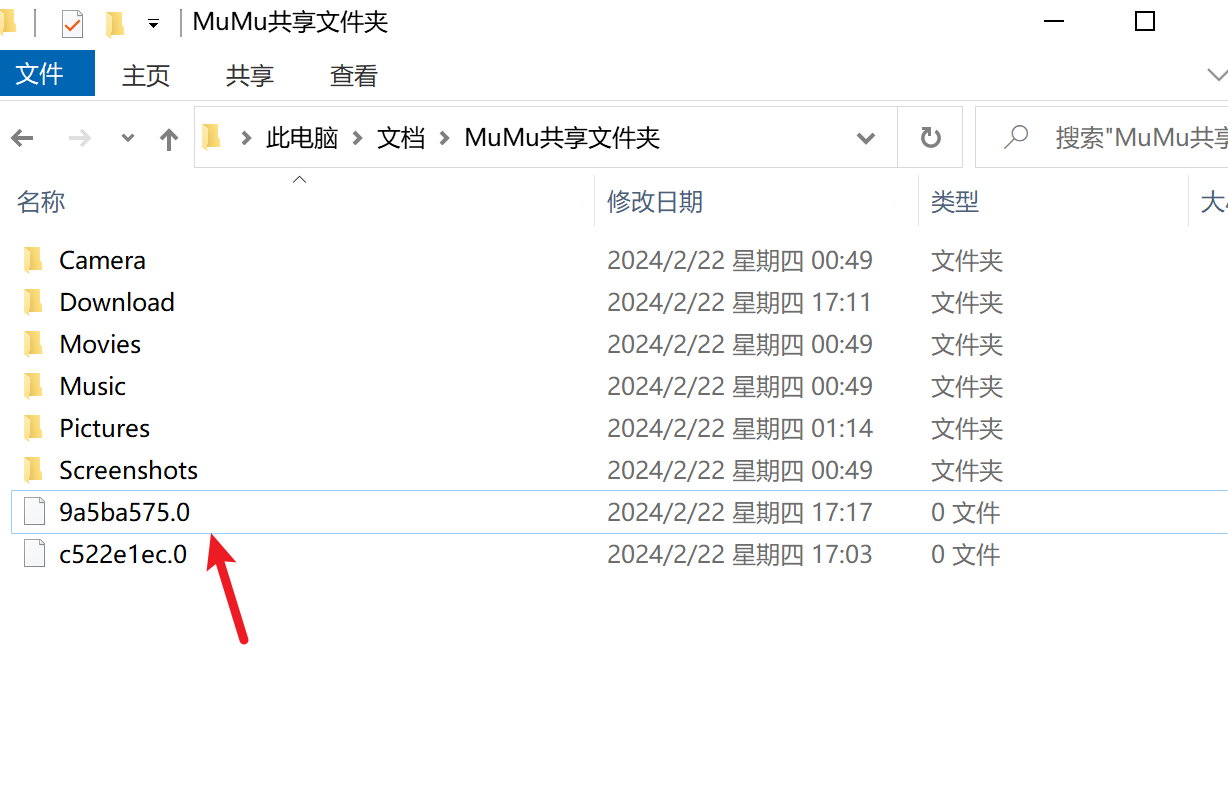 MuMu共享文件夹
文件 主页 共享 查看
此电脑 文档 MuMu共享文件夹 搜索"MuMu共享
名称 修改日期 类型
Camera 2024/2/22 星期四 00:49 文件夹
Download 2024/2/22 星期四 17:11 文件夹
Movies 2024/2/22 星期四 00:49 文件夹
Music 2024/2/22 星期四 00:49 文件夹
Pictures 2024/2/22 星期四 01:14 文件夹
Screenshots 2024/2/22 星期四 00:49 文件夹
9a5ba575.0 2024/2/22 星期四 17:17 0 文件
c522e1ec.0 2024/2/22 星期四 17:03 0 文件